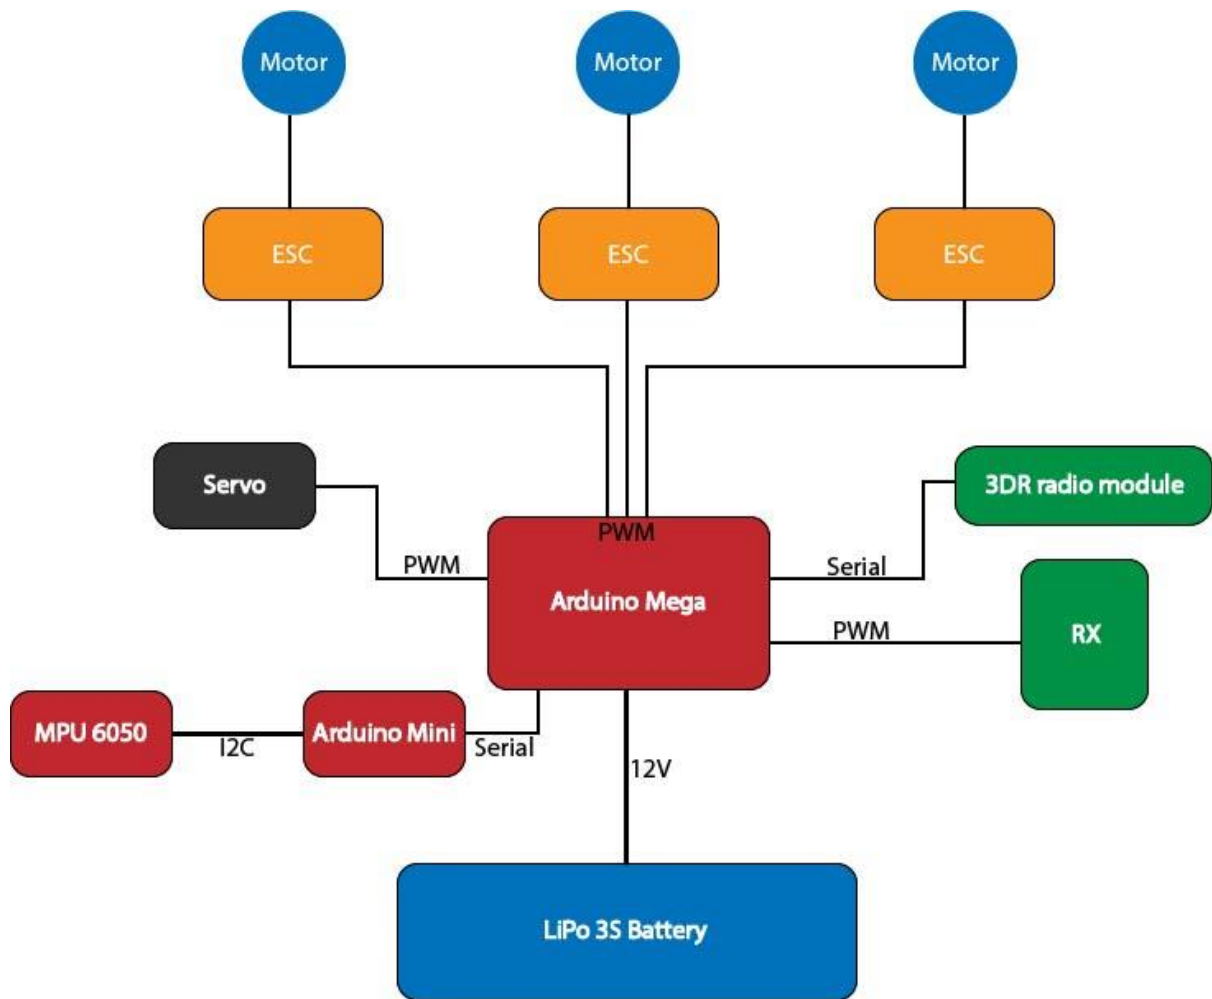 Motor
Motor
Motor
ESC
ESC
ESC
Servo
3DR radio module
PWM
PWM
Serial
Arduino Mega
PWM
RX
MPU 6050
I2C
Arduino Mini
Serial
12V
LiPo 3S Battery